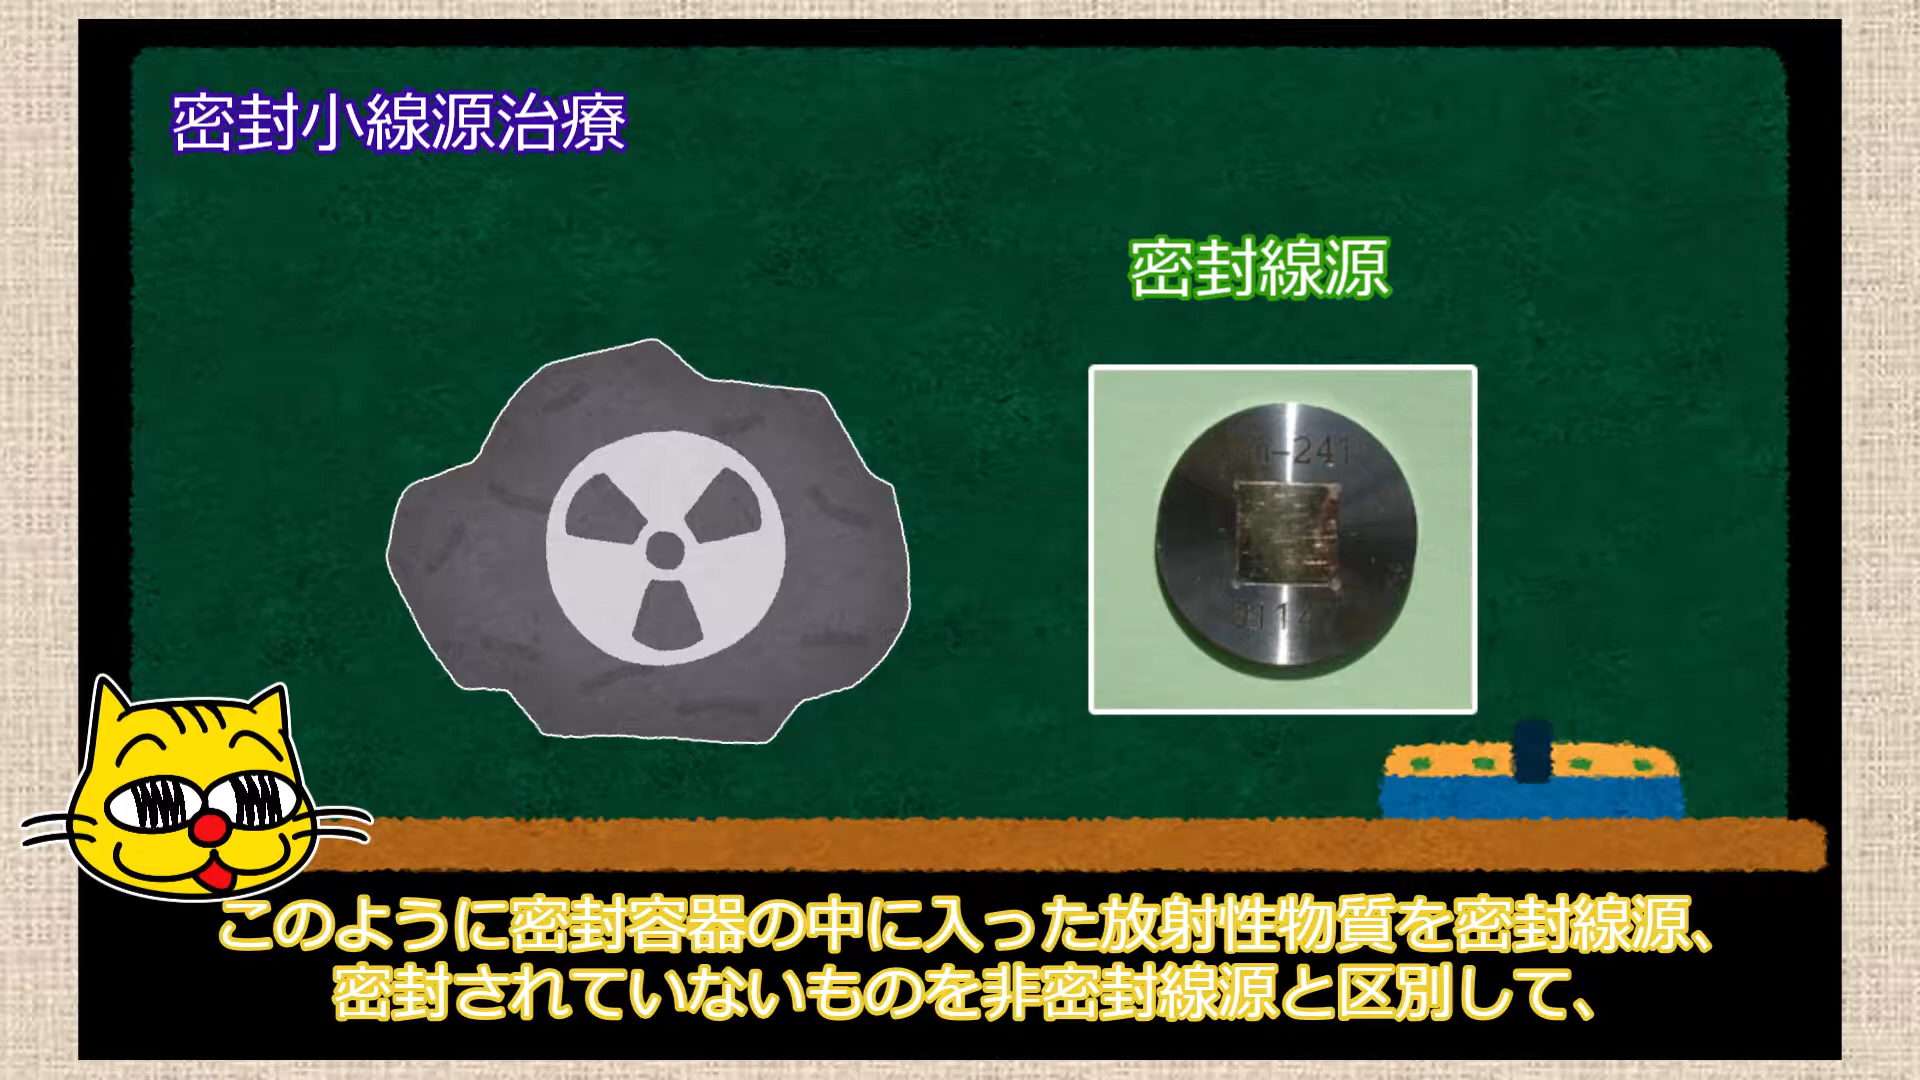 密封小線源治療
密封線源
-241
このように密封容器の中に入った放射性物質を密封線源、
密封されていないものを非密封線源と区別して、